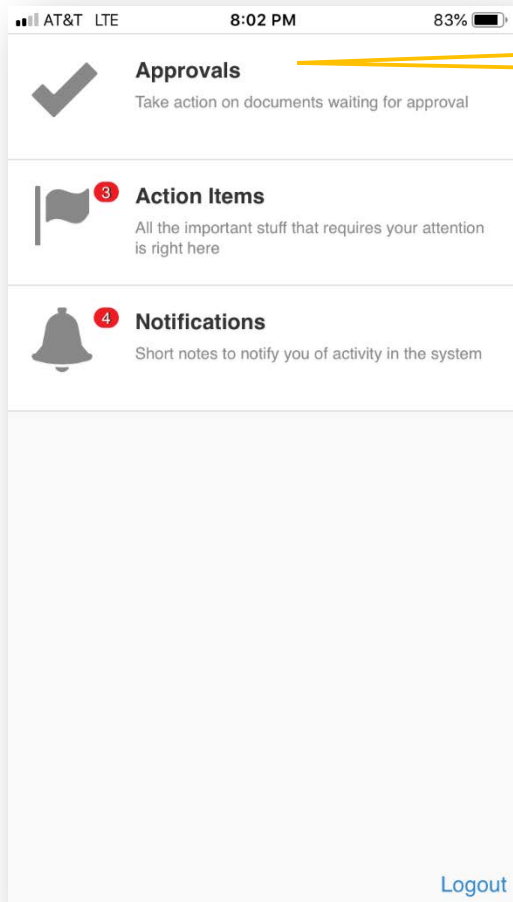 AT&T LTE 8:02 PM 83%
Approvals
Take action on documents waiting for approval
3
Action Items
All the important stuff that requires your attention
is right here
4
Notifications
Short notes to notify you of activity in the system
Logout